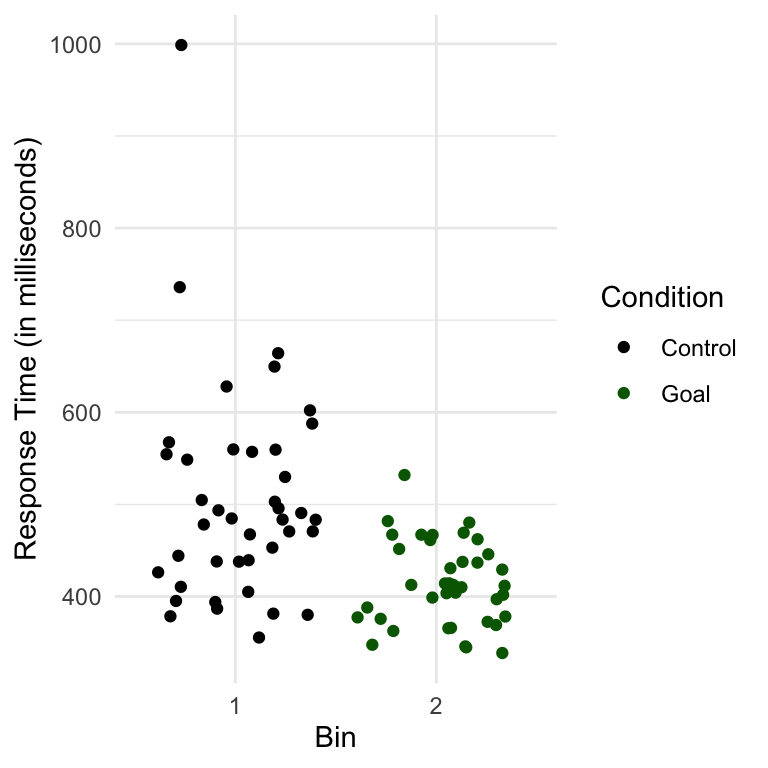 1000
800
600
400
Response Time (in milliseconds)
1
2
Bin
Condition
Control
Goal